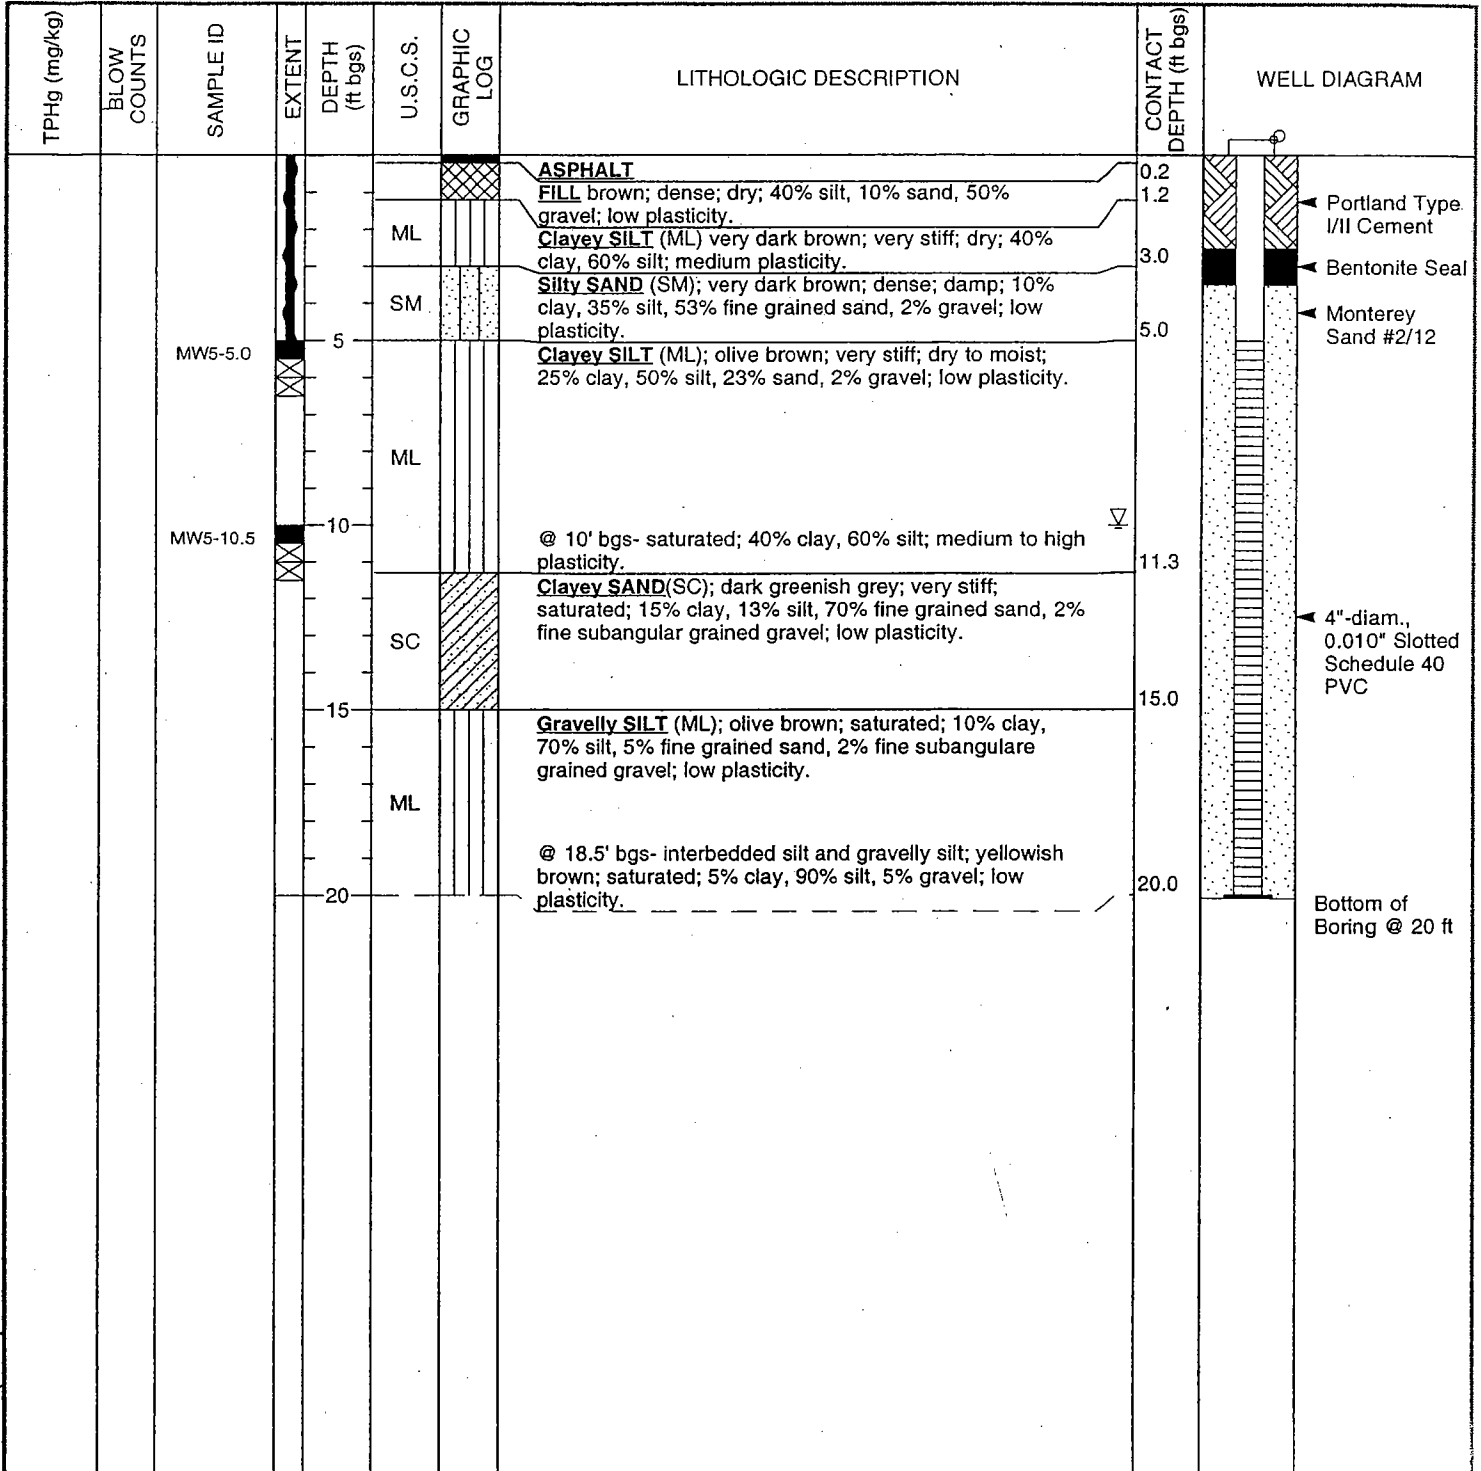 TPHg (mg/kg)
BLOW
COUNTS
SAMPLE ID
EXTENT
DEPTH
(ft bgs)
U.S.C.S.
GRAPHIC
LOG
LITHOLOGIC DESCRIPTION
CONTACT
DEPTH (ft bgs)
WELL DIAGRAM
ASPHALT
0.2
FILL brown; dense; dry; 40% silt, 10% sand, 50%
gravel; low plasticity.
1.2
Portland Type
I/II Cement
ML
Clayey SILT (ML) very dark brown; very stiff; dry; 40%
clay, 60% silt; medium plasticity.
3.0
Bentonite Seal
SM
Silty SAND (SM); very dark brown; dense; damp; 10%
clay, 35% silt, 53% fine grained sand, 2% gravel; low
plasticity.
5.0
Monterey
Sand #2/12
MW5-5.0
5
Clayey SILT (ML); olive brown; very stiff; dry to moist;
25% clay, 50% silt, 23% sand, 2% gravel; low plasticity.
ML
MW5-10.5
10
@ 10' bgs- saturated; 40% clay, 60% silt; medium to high
plasticity.
11.3
Clayey SAND(SC); dark greenish grey; very stiff;
saturated; 15% clay, 13% silt, 70% fine grained sand, 2%
fine subangular grained gravel; low plasticity.
SC
4"-diam.,
0.010" Slotted
Schedule 40
PVC
15.0
15
Gravelly SILT (ML); olive brown; saturated; 10% clay,
70% silt, 5% fine grained sand, 2% fine subangulare
grained gravel; low plasticity.
ML
@ 18.5' bgs- interbedded silt and gravelly silt; yellowish
brown; saturated; 5% clay, 90% silt, 5% gravel; low
plasticity.
20.0
20
Bottom of
Boring @ 20 ft